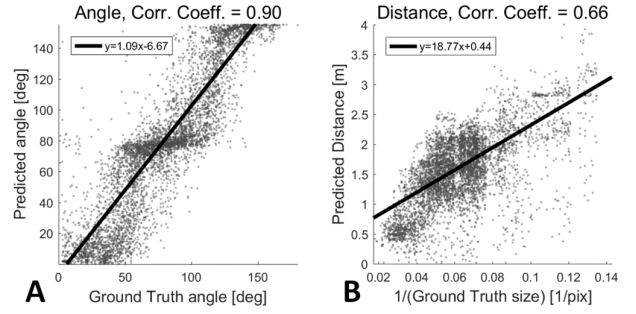 Angle, Corr. Coeff. = 0.90
y=1.09x-6.67
Predicted angle [deg]
140
120
100
80
60
40
20
0 50 100 150
Ground Truth angle [deg]
A
Distance, Corr. Coeff. = 0.66
y=18.77x+0.44
Predicted Distance [m]
4
3.5
3
2.5
2
1.5
1
0.5
0
0.02 0.04 0.06 0.08 0.1 0.12 0.14
1/(Ground Truth size) [1/pix]
B